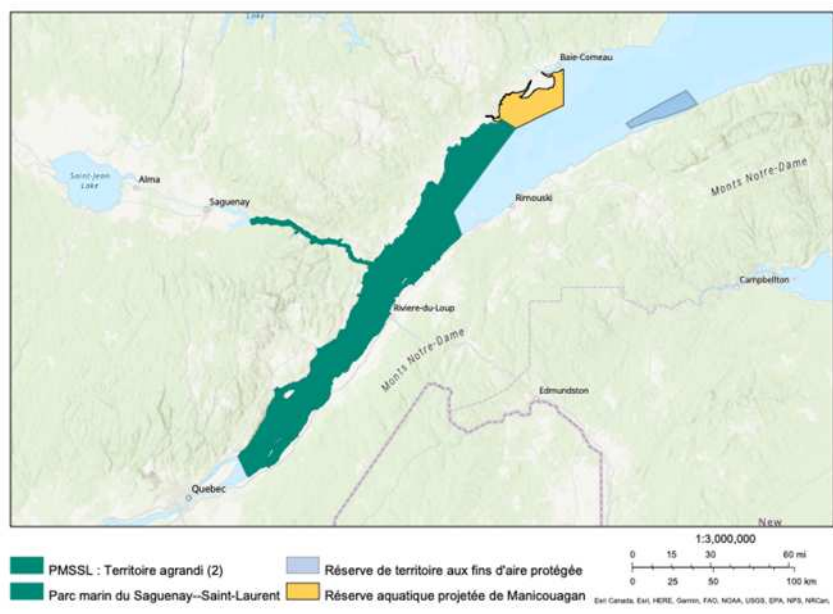 Lake
Baie-Comeau
Saint-Jean
Lake
Alma
Saguenay
Monts Notre-Dame
Rimouski
Campbellton
Riviere-du-Loup
Monts Notre-Dame
Edmundston
Quebec
New
1:3,000,000
0 15 30 60 mi
0 25 50 100 km
PMSSL : Territoire agrandi (2)
Réserve de territoire aux fins d'aire protégée
Parc marin du Saguenay--Saint-Laurent
Réserve aquatique projetée de Manicouagan
Esri Canada, Esri, HERE, Garmin, FAO, NOAA, USGS, EPA, NPS, NRCan,